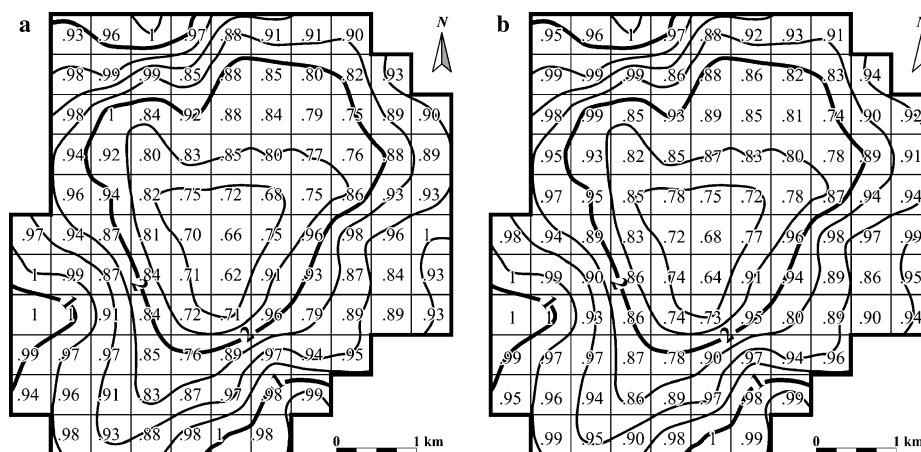 a N b N
.93 .96 1 .97 .88 .91 .91 .90 .95 .96 1 .97 .88 .92 .93 .91
.98 .99 .99 .85 .88 .85 .80 .82 .93 .99 .99 .99 .86 .88 .86 .82 .83 .94
.98 1 .84 .92 .88 .84 .79 .75 .89 .90 .98 .99 .85 .93 .89 .85 .81 .74 .90 .92
.94 .92 .80 .83 .85 .80 .77 .76 .88 .89 .95 .93 .82 .85 .87 .83 .80 .78 .89 .91
.96 .94 .82 .75 .72 .68 .75 .86 .93 .93 .97 .95 .85 .78 .75 .72 .78 .87 .94 .94
.97 .94 .87 .81 .70 .66 .75 .96 .98 .96 1 .98 .94 .89 .83 .72 .68 .77 .96 .98 .97 .99
1 .99 .87 .84 .71 .62 .91 .93 .87 .84 .93 1 .99 .90 .86 .74 .64 .91 .94 .89 .86 .95
2 2
1 1 1 .91 .84 .72 .71 .96 .79 .89 .89 .93 1 1 1 .93 .86 .74 .73 .95 .80 .89 .90 .94
2 2
.99 .97 .97 .85 .76 .89 .97 .94 .95 .99 .97 .97 .87 .78 .90 .97 .94 .96
1 1
.94 .96 .91 .83 .87 .97 .98 .99 .95 .96 .94 .86 .89 .97 .98 .99
.98 .93 .88 .98 1 .98 0 1 km .99 .95 .90 .98 1 .99 0 1 km